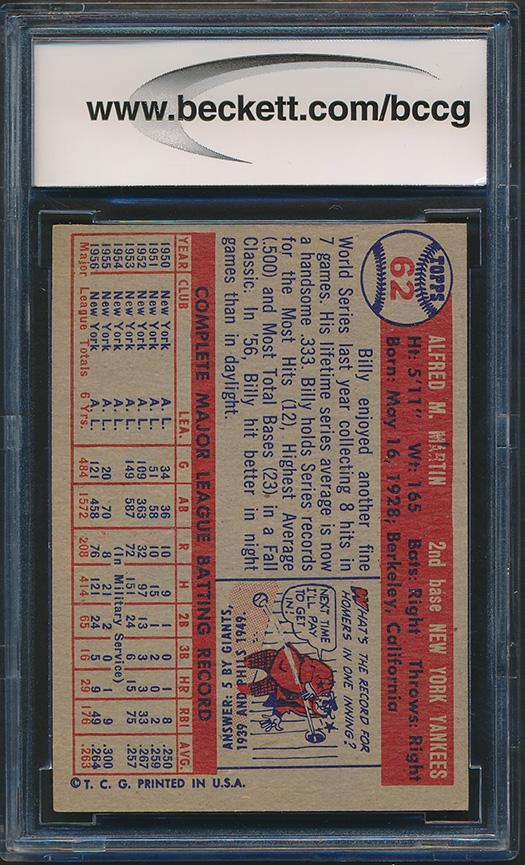 www.beckett.com/bccg
TOPPS
62
ALFRED M. MARTIN 2nd base NEW YORK YANKEES
Ht: 5'11" Wt: 165 Bats: Right Throws: Right
Born: May 16, 1928; Berkeley, California
Billy enjoyed another fine
World Series last year collecting 8 hits in
7 games. His lifetime series average is now
a handsome .333. Billy holds Series records
for the Most Hits (12), Highest Average
(.500) and Most Total Bases (23) in a Fall
Classic. In '56, Billy hit better in night
games than in daylight.
WHAT'S THE RECORD FOR
HOMERS IN ONE INNING?
NEXT TIME
I'LL PAY
TO GET
IN!
ANSWER: 5 BY GIANTS,
1939 AND PHILLS 1949.
COMPLETE MAJOR LEAGUE BATTING RECORD
YEAR CLUB LEA. G AB R H 2B 3B HR RBI AVG.
1950 New York A. L. 34 36 10 9 1 0 1 8 .250
1951 New York A. L. 51 58 10 15 1 2 0 2 .259
1952 New York A. L. 109 363 32 97 13 3 3 33 .267
1953 New York A. L. 149 587 72 151 24 6 15 75 .257
1954 New York A. L. (In Military Service)
1955 New York A. L. 20 70 8 21 2 0 1 9 .300
1956 New York A. L. 121 458 76 121 24 5 9 49 .264
Major League Totals 6 Yrs. 484 1572 208 414 65 16 29 176 .263
© T. C. G. PRINTED IN U.S.A.